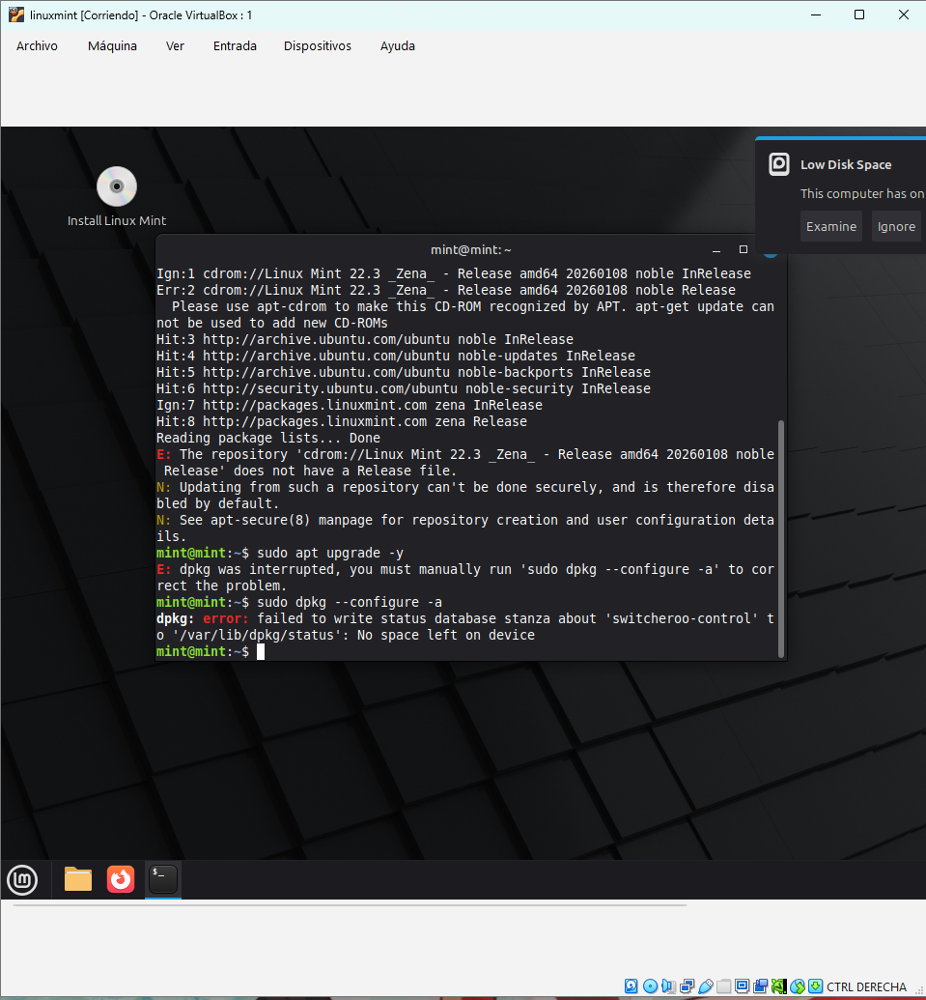 linuxmint [Corriendo] - Oracle VirtualBox : 1
Archivo Máquina Ver Entrada Dispositivos Ayuda
Install Linux Mint
Low Disk Space
This computer has on
Examine Ignore
mint@mint: ~
Ign:1 cdrom://Linux Mint 22.3 _Zena_ - Release amd64 20260108 noble InRelease
Err:2 cdrom://Linux Mint 22.3 _Zena_ - Release amd64 20260108 noble Release
Please use apt-cdrom to make this CD-ROM recognized by APT. apt-get update can
not be used to add new CD-ROMs
Hit:3 http://archive.ubuntu.com/ubuntu noble InRelease
Hit:4 http://archive.ubuntu.com/ubuntu noble-updates InRelease
Hit:5 http://archive.ubuntu.com/ubuntu noble-backports InRelease
Hit:6 http://security.ubuntu.com/ubuntu noble-security InRelease
Ign:7 http://packages.linuxmint.com zena InRelease
Hit:8 http://packages.linuxmint.com zena Release
Reading package lists... Done
E: The repository 'cdrom://Linux Mint 22.3 _Zena_ - Release amd64 20260108 noble
Release' does not have a Release file.
N: Updating from such a repository can't be done securely, and is therefore disa
bled by default.
N: See apt-secure(8) manpage for repository creation and user configuration deta
ils.
mint@mint:~$ sudo apt upgrade -y
E: dpkg was interrupted, you must manually run 'sudo dpkg --configure -a' to cor
rect the problem.
mint@mint:~$ sudo dpkg --configure -a
dpkg: error: failed to write status database stanza about 'switcheroo-control' t
o '/var/lib/dpkg/status': No space left on device
mint@mint:~$
$_
CTRL DERECHA